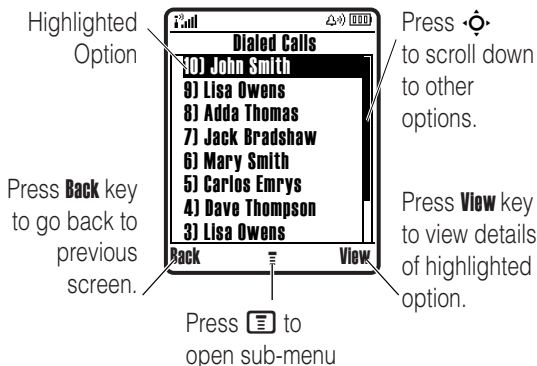 Highlighted
Option
Dialed Calls
10) John Smith
9) Lisa Owens
8) Adda Thomas
7) Jack Bradshaw
6) Mary Smith
5) Carlos Emrys
4) Dave Thompson
3) Lisa Owens
Back
View
Press
to scroll down
to other
options.
Press Back key
to go back to
previous
screen.
Press View key
to view details
of highlighted
option.
Press to
open sub-menu